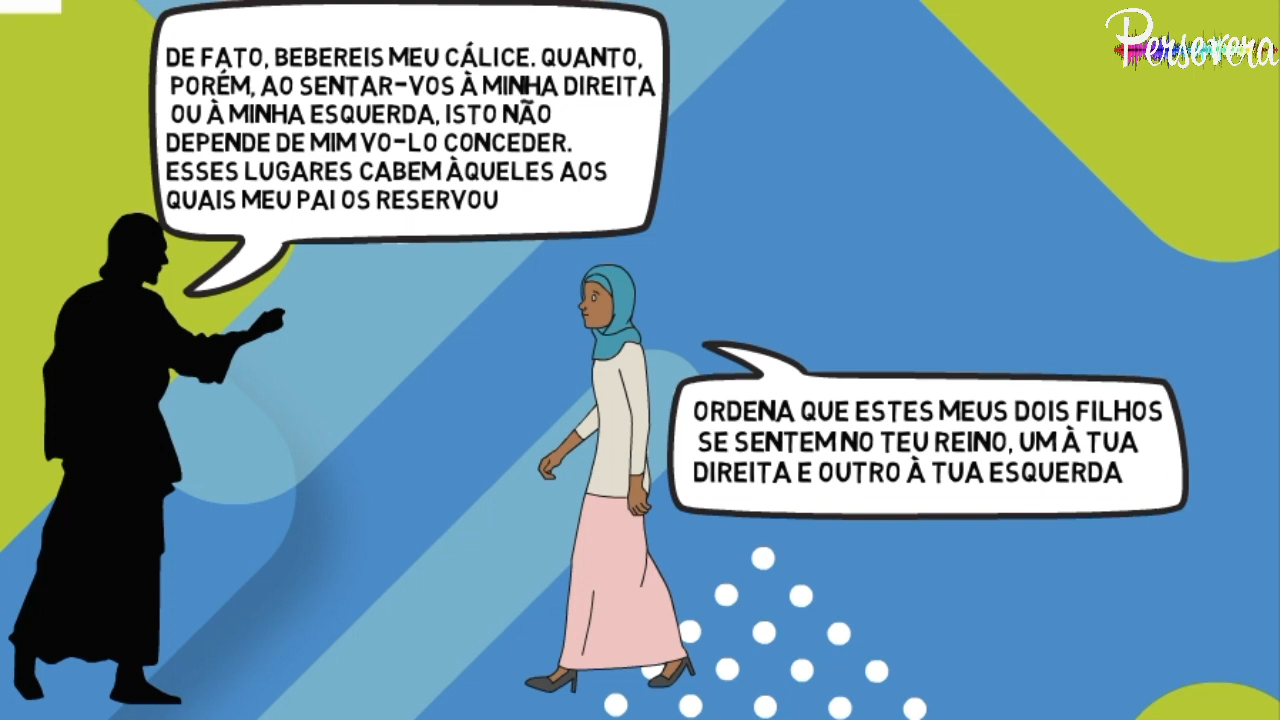 Persevera
DE FATO, BEBEREIS MEU CÁLICE. QUANTO,
PORÉM, AO SENTAR-VOS À MINHA DIREITA
OU À MINHA ESQUERDA, ISTO NÃO
DEPENDE DE MIM VO-LO CONCEDER.
ESSES LUGARES CABEM ÀQUELES AOS
QUAIS MEU PAI OS RESERVOU
ORDENA QUE ESTES MEUS DOIS FILHOS
SE SENTEM NO TEU REINO, UM À TUA
DIREITA E OUTRO À TUA ESQUERDA